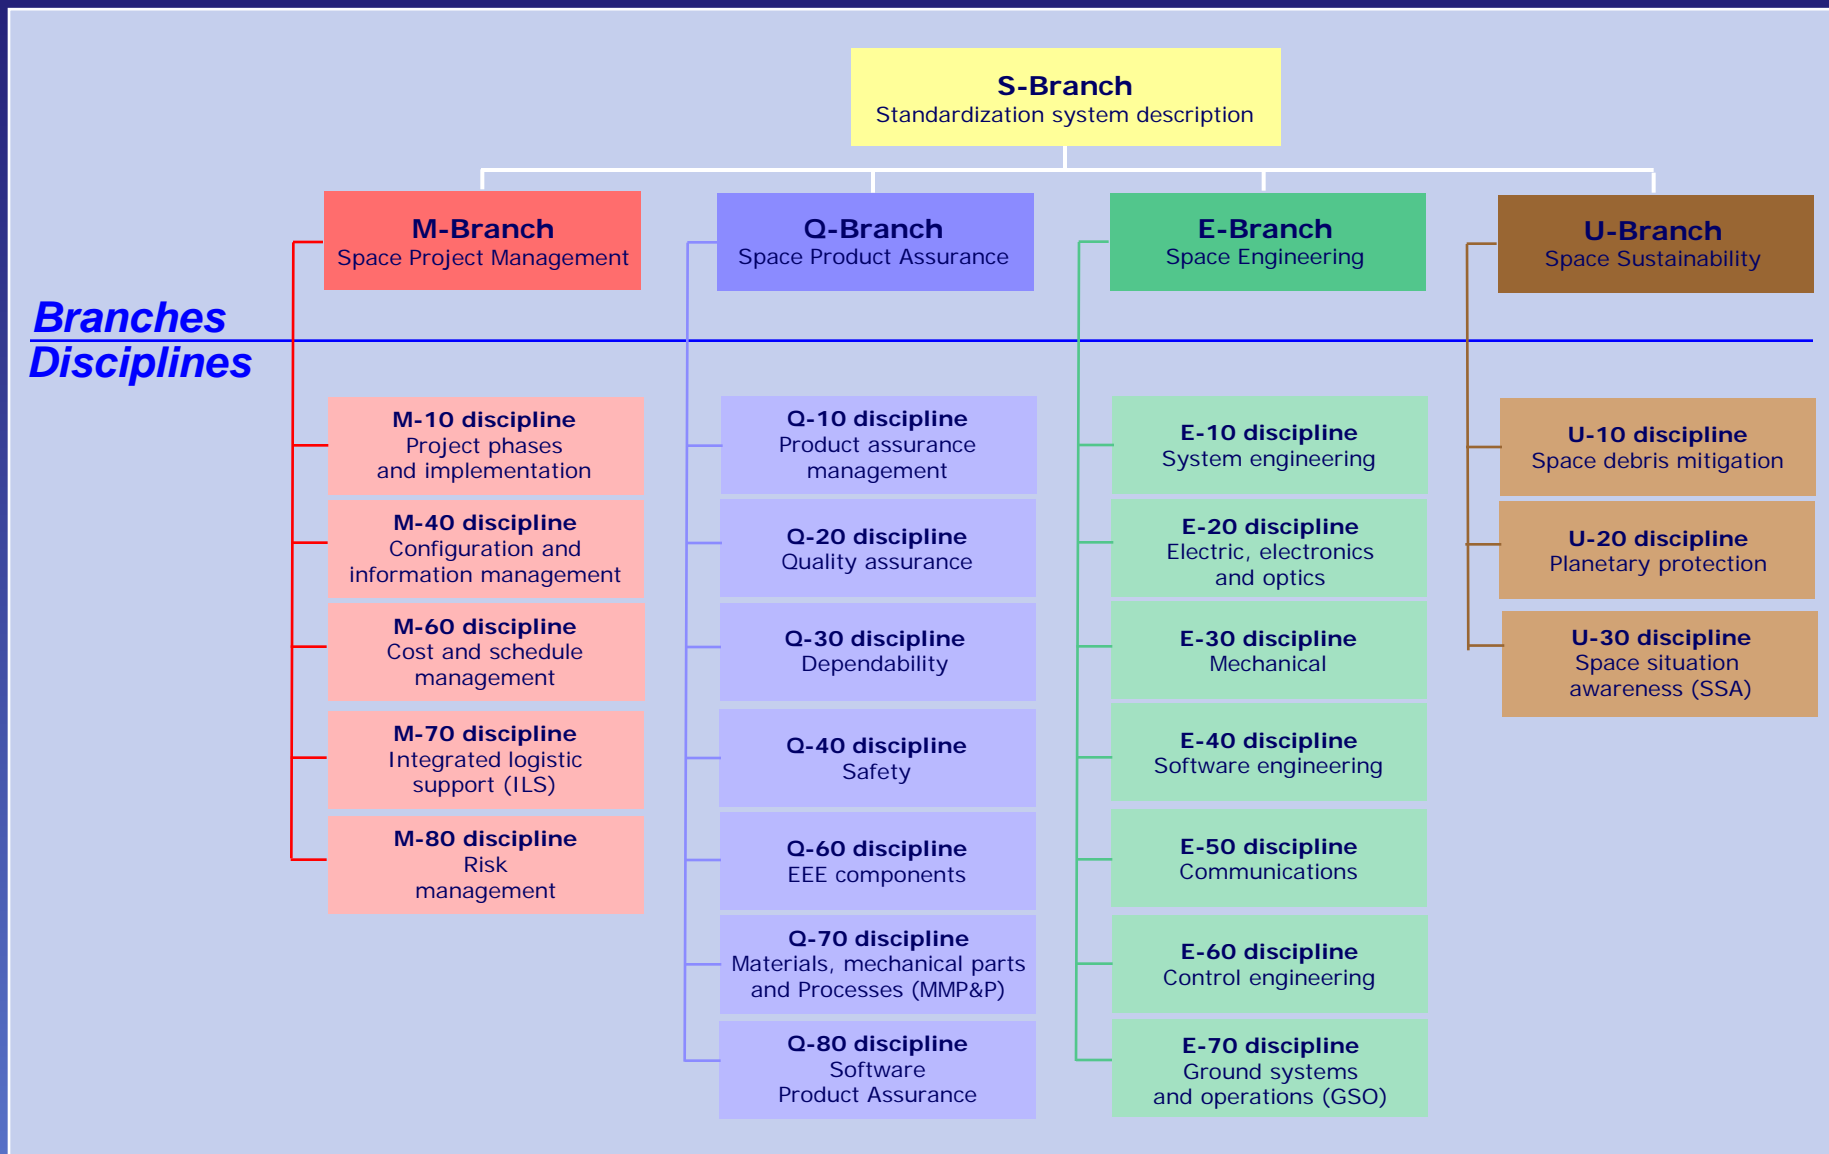 S-Branch
Standardization system description
M-Branch
Space Project Management
Q-Branch
Space Product Assurance
E-Branch
Space Engineering
U-Branch
Space Sustainability
Branches
Disciplines
M-10 discipline
Project phases
and implementation
M-40 discipline
Configuration and
information management
M-60 discipline
Cost and schedule
management
M-70 discipline
Integrated logistic
support (ILS)
M-80 discipline
Risk
management
Q-10 discipline
Product assurance
management
Q-20 discipline
Quality assurance
Q-30 discipline
Dependability
Q-40 discipline
Safety
Q-60 discipline
EEE components
Q-70 discipline
Materials, mechanical parts
and Processes (MMP&P)
Q-80 discipline
Software
Product Assurance
E-10 discipline
System engineering
E-20 discipline
Electric, electronics
and optics
E-30 discipline
Mechanical
E-40 discipline
Software engineering
E-50 discipline
Communications
E-60 discipline
Control engineering
E-70 discipline
Ground systems
and operations (GSO)
U-10 discipline
Space debris mitigation
U-20 discipline
Planetary protection
U-30 discipline
Space situation
awareness (SSA)